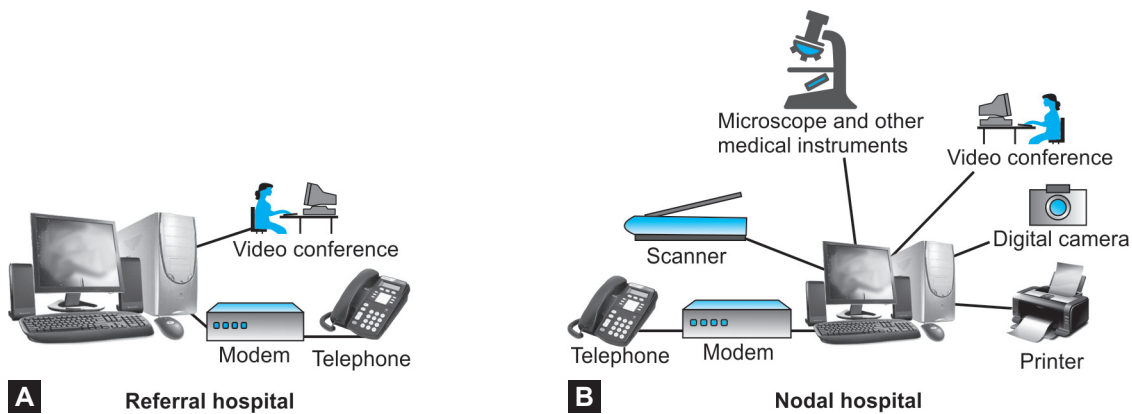 Video conference
Modem
Telephone
A
Referral hospital
Microscope and other
medical instruments
Video conference
Scanner
Digital camera
Telephone
Modem
Printer
B
Nodal hospital